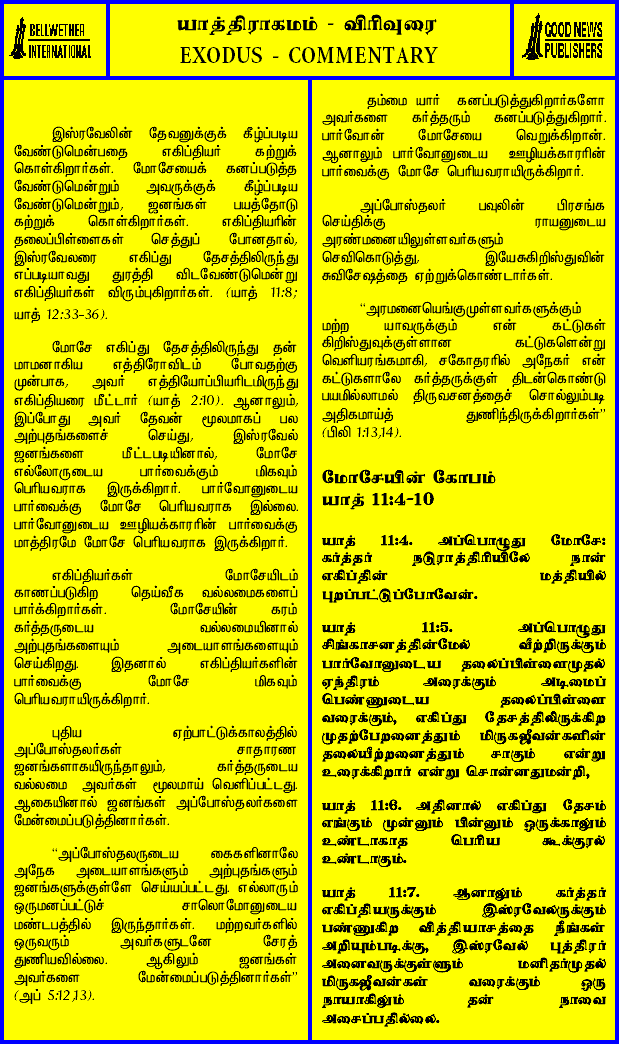 BELLWETHER
INTERNATIONAL
யாத்திராகமம் - விரிவுரை
EXODUS - COMMENTARY
GOOD NEWS
PUBLISHERS
இஸ்ரவேலின் தேவனுக்குக் கீழ்ப்படிய
வேண்டுமென்பதை எகிப்தியர் கற்றுக்
கொள்கிறார்கள். மோசேயைக் கனப்படுத்த
வேண்டுமென்றும் அவருக்குக் கீழ்ப்படிய
வேண்டுமென்றும், ஜனங்கள் பயத்தோடு
கற்றுக் கொள்கிறார்கள். எகிப்தியரின்
தலைப்பிள்ளைகள் செத்துப் போனதால்,
இஸ்ரவேலரை எகிப்து தேசத்திலிருந்து
எப்படியாவது துரத்தி விடவேண்டுமென்று
எகிப்தியர்கள் விரும்புகிறார்கள். (யாத் 11:8;
யாத் 12:33-36).
மோசே எகிப்து தேசத்திலிருந்து தன்
மாமனாகிய எத்திரோவிடம் போவதற்கு
முன்பாக, அவர் எத்தியோப்பியரிடமிருந்து
எகிப்தியரை மீட்டார் (யாத் 2:10). ஆனாலும்,
இப்போது அவர் தேவன் மூலமாகப் பல
அற்புதங்களைச் செய்து, இஸ்ரவேல்
ஜனங்களை மீட்டபடியினால், மோசே
எல்லோருடைய பார்வைக்கும் மிகவும்
பெரியவராக இருக்கிறார். பார்வோனுடைய
பார்வைக்கு மோசே பெரியவராக இல்லை.
பார்வோனுடைய ஊழியக்காரரின் பார்வைக்கு
மாத்திரமே மோசே பெரியவராக இருக்கிறார்.
எகிப்தியர்கள் மோசேயிடம்
காணப்படுகிற தெய்வீக வல்லமைகளைப்
பார்க்கிறார்கள். மோசேயின் கரம்
கர்த்தருடைய வல்லமையினால்
அற்புதங்களையும் அடையாளங்களையும்
செய்கிறது. இதனால் எகிப்தியர்களின்
பார்வைக்கு மோசே மிகவும்
பெரியவராயிருக்கிறார்.
புதிய ஏற்பாட்டுக்காலத்தில்
அப்போஸ்தலர்கள் சாதாரண
ஜனங்களாகயிருந்தாலும், கர்த்தருடைய
வல்லமை அவர்கள் மூலமாய் வெளிப்பட்டது.
ஆகையினால் ஜனங்கள் அப்போஸ்தலர்களை
மேன்மைப்படுத்தினார்கள்.
“அப்போஸ்தலருடைய கைகளினாலே
அநேக அடையாளங்களும் அற்புதங்களும்
ஜனங்களுக்குள்ளே செய்யப்பட்டது. எல்லாரும்
ஒருமனப்பட்டுச் சாலொமோனுடைய
மண்டபத்தில் இருந்தார்கள். மற்றவர்களில்
ஒருவரும் அவர்களுடனே சேரத்
துணியவில்லை. ஆகிலும் ஜனங்கள்
அவர்களை மேன்மைப்படுத்தினார்கள்”
(அப் 5:12,13).
தம்மை யார் கனப்படுத்துகிறார்களோ
அவர்களை கர்த்தரும் கனப்படுத்துகிறார்.
பார்வோன் மோசேயை வெறுக்கிறான்.
ஆனாலும் பார்வோனுடைய ஊழியக்காரரின்
பார்வைக்கு மோசே பெரியவராயிருக்கிறார்.
அப்போஸ்தலர் பவுலின் பிரசங்க
செய்திக்கு ராயனுடைய
அரண்மனையிலுள்ளவர்களும்
செவிகொடுத்து, இயேசுகிறிஸ்துவின்
சுவிசேஷத்தை ஏற்றுக்கொண்டார்கள்.
“அரமனையெங்குமுள்ளவர்களுக்கும்
மற்ற யாவருக்கும் என் கட்டுகள்
கிறிஸ்துவுக்குள்ளான கட்டுகளென்று
வெளியரங்கமாகி, சகோதரரில் அநேகர் என்
கட்டுகளாலே கர்த்தருக்குள் திடன்கொண்டு
பயமில்லாமல் திருவசனத்தைச் சொல்லும்படி
அதிகமாய்த் துணிந்திருக்கிறார்கள்”
(பிலி 1:13,14).
மோசேயின் கோபம்
யாத் 11:4-10
யாத் 11:4. அப்பொழுது மோசே:
கர்த்தர் நடுராத்திரியிலே நான்
எகிப்தின் மத்தியில்
புறப்பட்டுப்போவேன்.
யாத் 11:5. அப்பொழுது
சிங்காசனத்தின்மேல் வீற்றிருக்கும்
பார்வோனுடைய தலைப்பிள்ளைமுதல்
ஏந்திரம் அரைக்கும் அடிமைப்
பெண்ணுடைய தலைப்பிள்ளை
வரைக்கும், எகிப்து தேசத்திலிருக்கிற
முதற்பேறனைத்தும் மிருகஜீவன்களின்
தலையீற்றனைத்தும் சாகும் என்று
உரைக்கிறார் என்று சொன்னதுமன்றி,
யாத் 11:6. அதினால் எகிப்து தேசம்
எங்கும் முன்னும் பின்னும் ஒருக்காலும்
உண்டாகாத பெரிய கூக்குரல்
உண்டாகும்.
யாத் 11:7. ஆனாலும் கர்த்தர்
எகிப்தியருக்கும் இஸ்ரவேலருக்கும்
பண்ணுகிற வித்தியாசத்தை நீங்கள்
அறியும்படிக்கு, இஸ்ரவேல் புத்திரர்
அனைவருக்குள்ளும் மனிதர்முதல்
மிருகஜீவன்கள் வரைக்கும் ஒரு
நாயாகிலும் தன் நாவை
அசைப்பதில்லை.